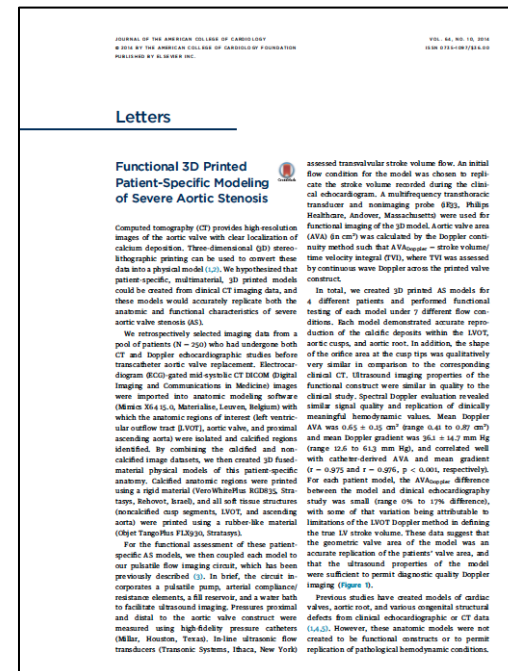 JOURNAL OF THE AMERICAN COLLEGE OF CARDIOLOGY
© 2014 BY THE AMERICAN COLLEGE OF CARDIOLOGY FOUNDATION
PUBLISHED BY ELSEVIER INC.
VOL. 64, NO. 10, 2014
ISSN 0735-1097/$36.00
Letters
Functional 3D Printed
Patient-Specific Modeling
of Severe Aortic Stenosis
Computed tomography (CT) provides high-resolution
images of the aortic valve with clear localization of
calcium deposition. Three-dimensional (3D) stereo-
lithographic printing can be used to convert these
data into a physical model (1,2). We hypothesized that
patient-specific, multimaterial, 3D printed models
could be created from clinical CT imaging data, and
these models would accurately replicate both the
anatomic and functional characteristics of severe
aortic valve stenosis (AS).
We retrospectively selected imaging data from a
pool of patients (N = 250) who had undergone both
CT and Doppler echocardiographic studies before
transcatheter aortic valve replacement. Electrocar-
diogram (ECG)-gated mid-systolic CT DICOM (Digital
Imaging and Communications in Medicine) images
were imported into anatomic modeling software
(Mimics X64 15.0, Materialise, Leuven, Belgium) with
which the anatomic regions of interest (left ventric-
ular outflow tract [LVOT], aortic valve, and proximal
ascending aorta) were isolated and calcified regions
identified. By combining the calcified and non-
calcified image datasets, we then created 3D fused-
material physical models of this patient-specific
anatomy. Calcified anatomic regions were printed
using a rigid material (VeroWhitePlus RGD835, Stra-
tasys, Rehovot, Israel), and all soft tissue structures
(noncalcified cusp segments, LVOT, and ascending
aorta) were printed using a rubber-like material
(Objet TangoPlus FLX930, Stratasys).
For the functional assessment of these patient-
specific AS models, we then coupled each model to
our pulsatile flow imaging circuit, which has been
previously described (3). In brief, the circuit in-
corporates a pulsatile pump, arterial compliance/
resistance elements, a fill reservoir, and a water bath
to facilitate ultrasound imaging. Pressures proximal
and distal to the aortic valve construct were
measured using high-fidelity pressure catheters
(Millar, Houston, Texas). In-line ultrasonic flow
transducers (Transonic Systems, Ithaca, New York)
assessed transvalvular stroke volume flow. An initial
flow condition for the model was chosen to repli-
cate the stroke volume recorded during the clini-
cal echocardiogram. A multifrequency transthoracic
transducer and nonimaging probe (iE33, Philips
Healthcare, Andover, Massachusetts) were used for
functional imaging of the 3D model. Aortic valve area
(AVA) (in cm²) was calculated by the Doppler conti-
nuity method such that AVADoppler = stroke volume/
time velocity integral (TVI), where TVI was assessed
by continuous wave Doppler across the printed valve
construct.
In total, we created 3D printed AS models for
4 different patients and performed functional
testing of each model under 7 different flow con-
ditions. Each model demonstrated accurate repro-
duction of the calcific deposits within the LVOT,
aortic cusps, and aortic root. In addition, the shape
of the orifice area at the cusp tips was qualitatively
very similar in comparison to the corresponding
clinical CT. Ultrasound imaging properties of the
functional construct were similar in quality to the
clinical study. Spectral Doppler evaluation revealed
similar signal quality and replication of clinically
meaningful hemodynamic values. Mean Doppler
AVA was 0.65 ± 0.15 cm² (range 0.41 to 0.87 cm²)
and mean Doppler gradient was 36.1 ± 14.7 mm Hg
(range 12.6 to 61.3 mm Hg), and correlated well
with catheter-derived AVA and mean gradient
(r = 0.975 and r = 0.976, p < 0.001, respectively).
For each patient model, the AVADoppler difference
between the model and clinical echocardiography
study was small (range 0% to 17% difference),
with some of that variation being attributable to
limitations of the LVOT Doppler method in defining
the true LV stroke volume. These data suggest that
the geometric valve area of the model was an
accurate replication of the patients' valve area, and
that the ultrasound properties of the model
were sufficient to permit diagnostic quality Doppler
imaging (Figure 1).
Previous studies have created models of cardiac
valves, aortic root, and various congenital structural
defects from clinical echocardiographic or CT data
(1,4,5). However, these anatomic models were not
created to be functional constructs or to permit
replication of pathological hemodynamic conditions.